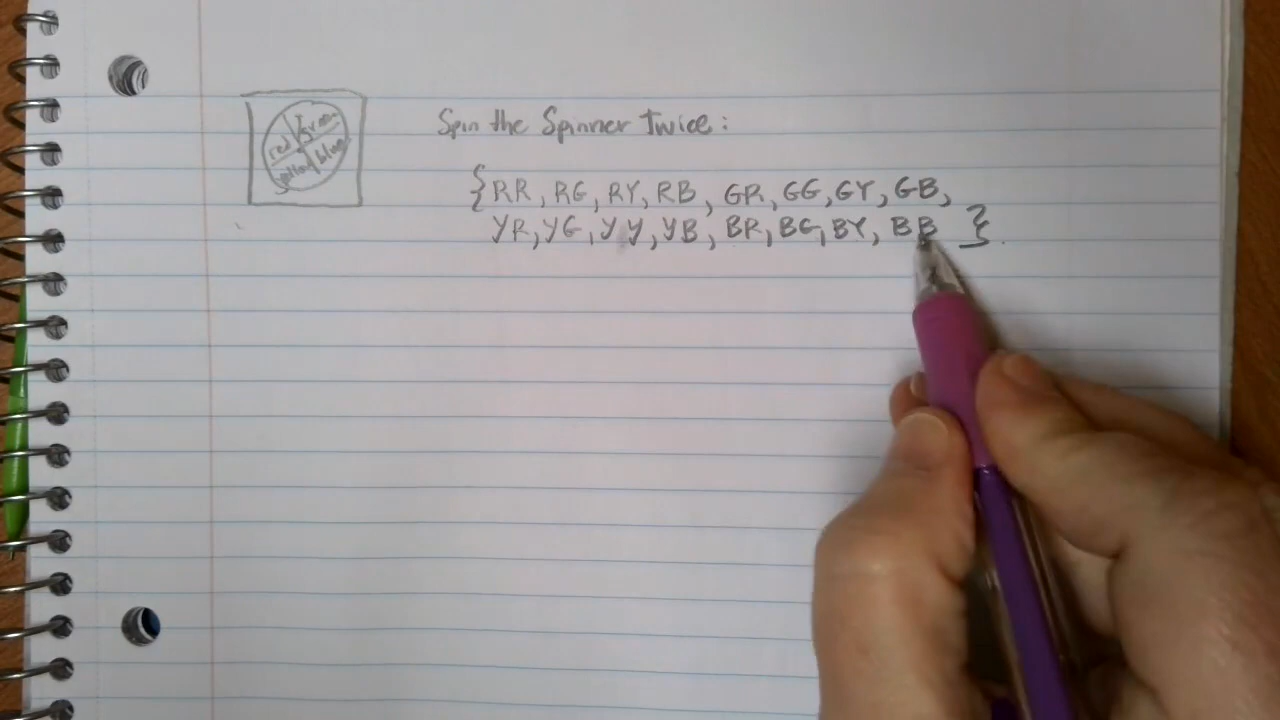 red green
yellow blue
Spin the Spinner Twice:
{RR, RG, RY, RB, GR, GG, GY, GB,
YR, YG, YY, YB, BR, BG, BY, BB }.